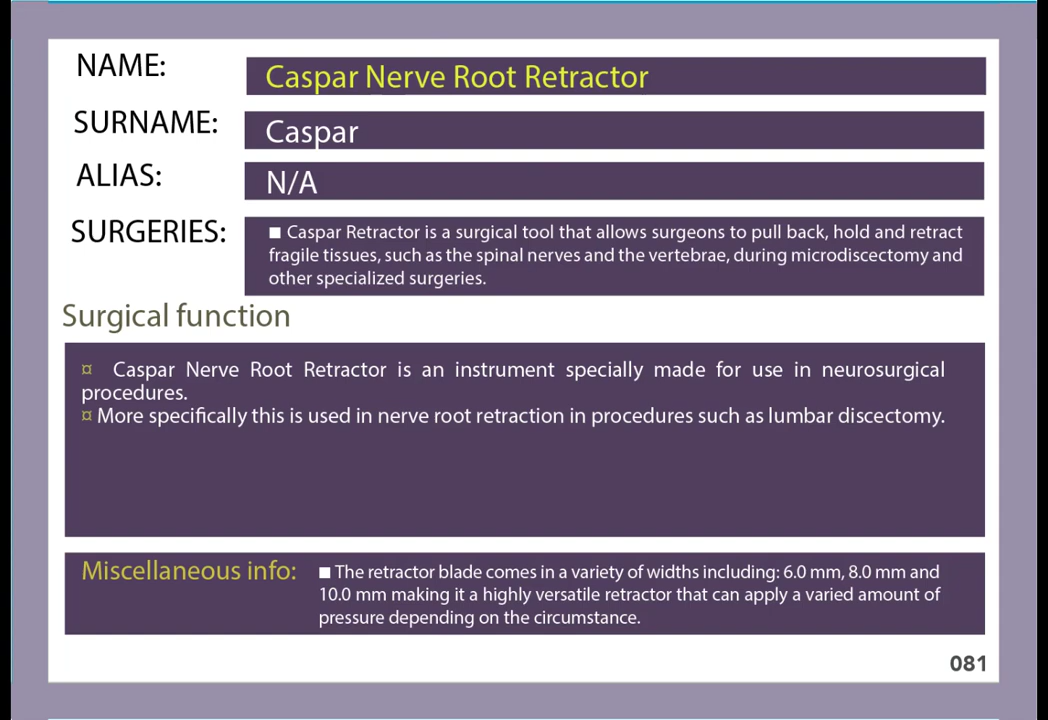 NAME:
Caspar Nerve Root Retractor
SURNAME:
Caspar
ALIAS:
N/A
SURGERIES:
■ Caspar Retractor is a surgical tool that allows surgeons to pull back, hold and retract
fragile tissues, such as the spinal nerves and the vertebrae, during microdiscectomy and
other specialized surgeries.
Surgical function
¤ Caspar Nerve Root Retractor is an instrument specially made for use in neurosurgical
procedures.
¤ More specifically this is used in nerve root retraction in procedures such as lumbar discectomy.
Miscellaneous info:
■ The retractor blade comes in a variety of widths including: 6.0 mm, 8.0 mm and
10.0 mm making it a highly versatile retractor that can apply a varied amount of
pressure depending on the circumstance.
081